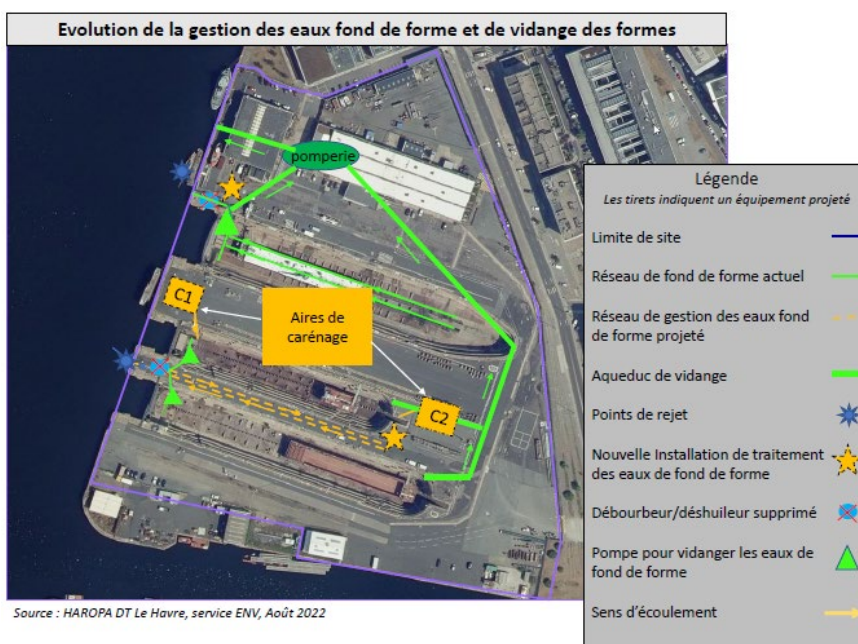 Evolution de la gestion des eaux fond de forme et de vidange des formes
pomperie
C1
Aires de
carénage
C2
Légende
Les tirets indiquent un équipement projeté
Limite de site
Réseau de fond de forme actuel
Réseau de gestion des eaux fond
de forme projeté
Aqueduc de vidange
Points de rejet
Nouvelle Installation de traitement
des eaux de fond de forme
Débourbeur/déshuileur supprimé
Pompe pour vidanger les eaux de
fond de forme
Sens d'écoulement
Source : HAROPA DT Le Havre, service ENV, Août 2022